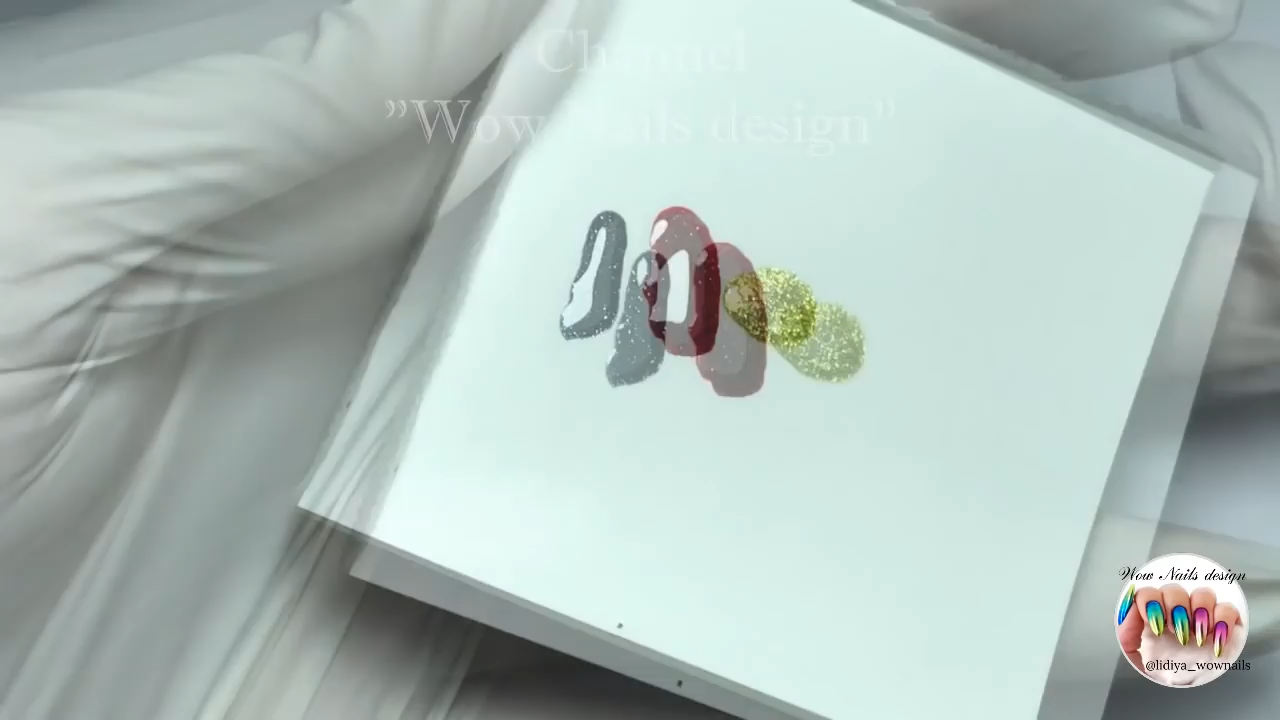 Channel
”Wow Nails design”
Wow Nails design
@lidiya_wownails